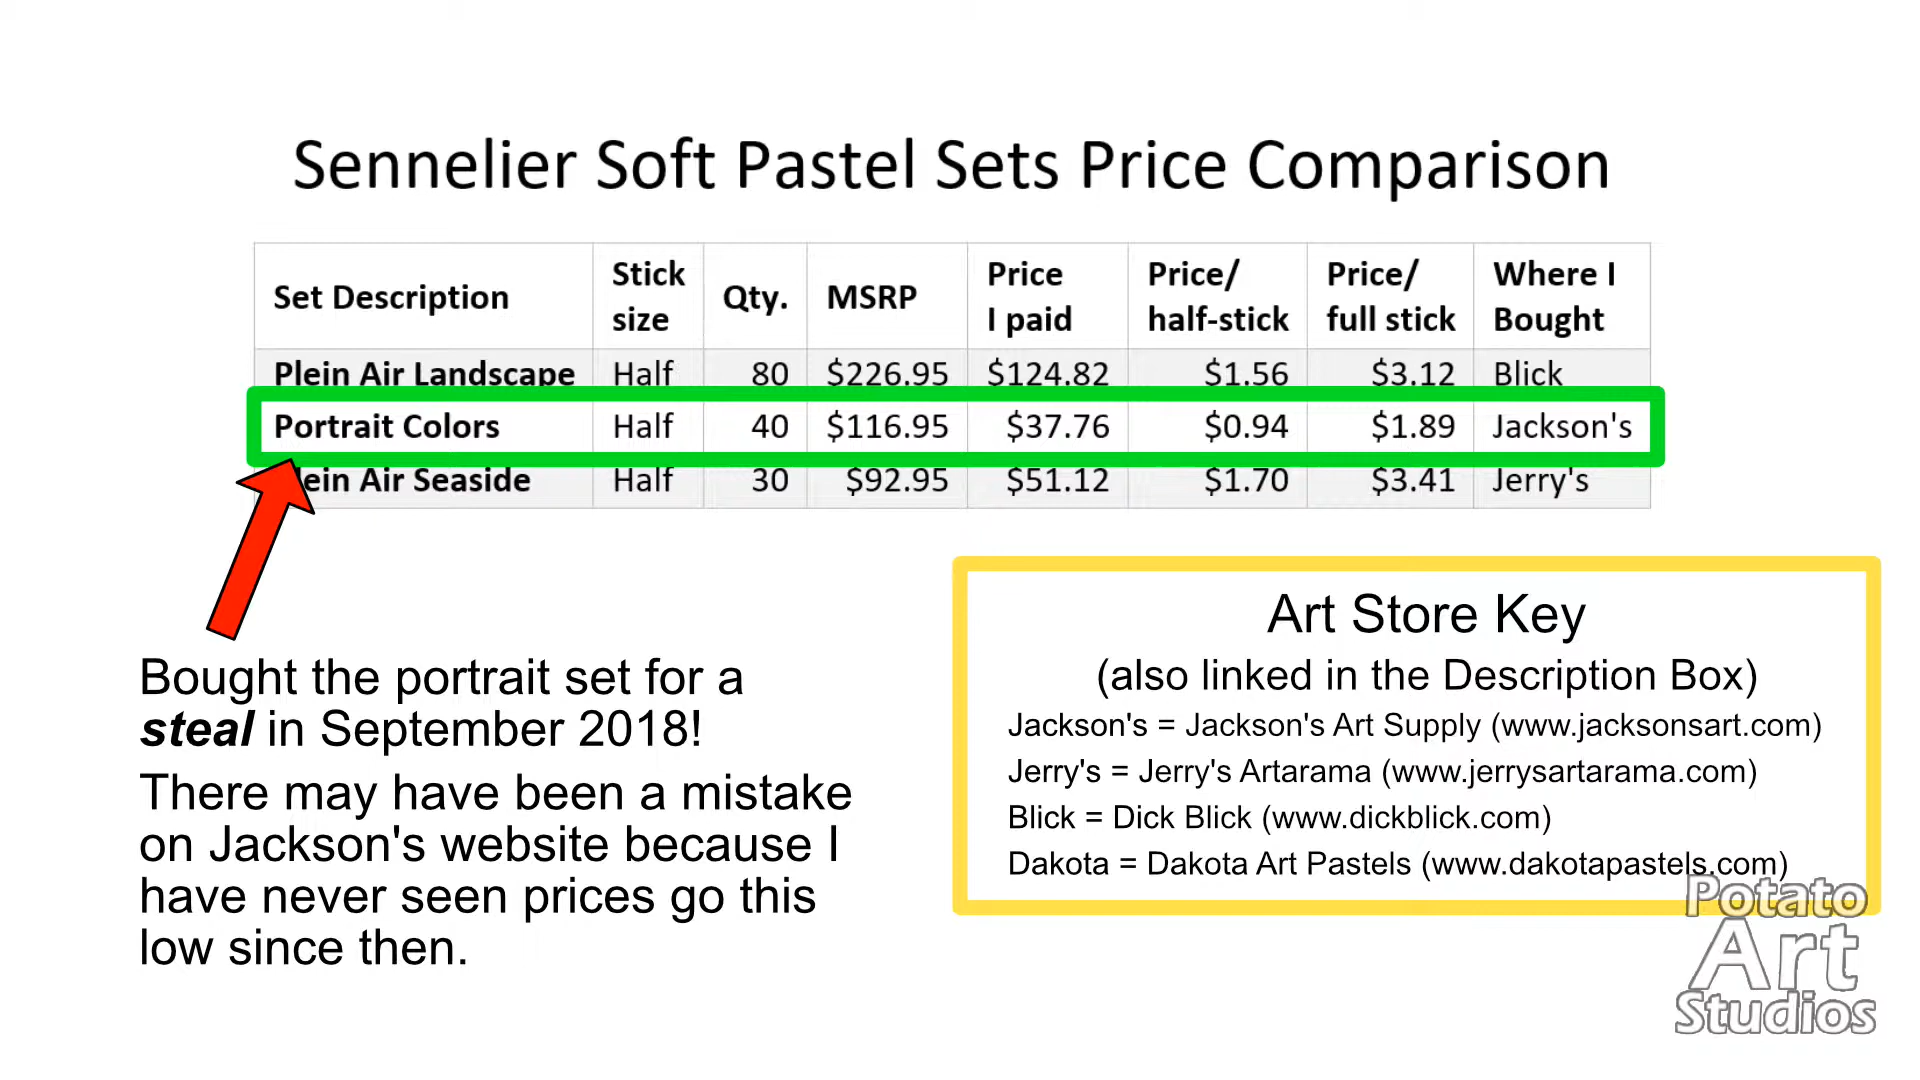 Sennelier Soft Pastel Sets Price Comparison
Set Description Stick size Qty. MSRP Price I paid Price/ half-stick Price/ full stick Where I Bought
Plein Air Landscape Half 80 $226.95 $124.82 $1.56 $3.12 Blick
Portrait Colors Half 40 $116.95 $37.76 $0.94 $1.89 Jackson's
lein Air Seaside Half 30 $92.95 $51.12 $1.70 $3.41 Jerry's
Bought the portrait set for a
steal in September 2018!
There may have been a mistake
on Jackson's website because I
have never seen prices go this
low since then.
Art Store Key
(also linked in the Description Box)
Jackson's = Jackson's Art Supply (www.jacksonsart.com)
Jerry's = Jerry's Artarama (www.jerrysartarama.com)
Blick = Dick Blick (www.dickblick.com)
Dakota = Dakota Art Pastels (www.dakotapastels.com)
Potato
Art
Studios